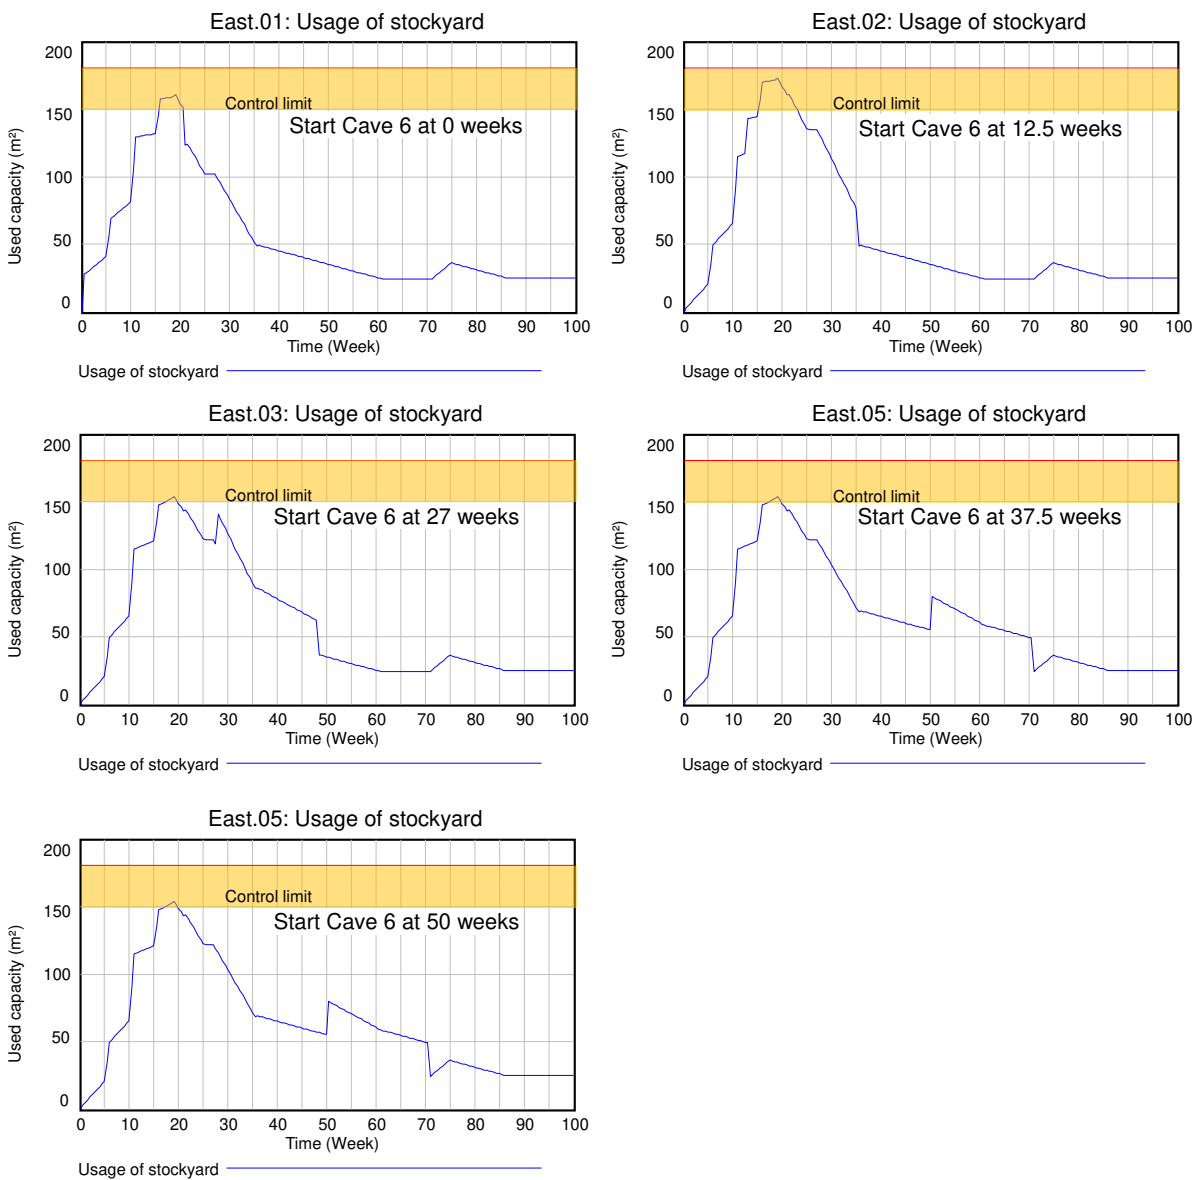 East.01: Usage of stockyard
200
150
100
50
0
Used capacity (m²)
Control limit
Start Cave 6 at 0 weeks
0 10 20 30 40 50 60 70 80 90 100
Time (Week)
Usage of stockyard
East.02: Usage of stockyard
200
150
100
50
0
Used capacity (m²)
Control limit
Start Cave 6 at 12.5 weeks
0 10 20 30 40 50 60 70 80 90 100
Time (Week)
Usage of stockyard
East.03: Usage of stockyard
200
150
100
50
0
Used capacity (m²)
Control limit
Start Cave 6 at 27 weeks
0 10 20 30 40 50 60 70 80 90 100
Time (Week)
Usage of stockyard
East.05: Usage of stockyard
200
150
100
50
0
Used capacity (m²)
Control limit
Start Cave 6 at 37.5 weeks
0 10 20 30 40 50 60 70 80 90 100
Time (Week)
Usage of stockyard
East.05: Usage of stockyard
200
150
100
50
0
Used capacity (m²)
Control limit
Start Cave 6 at 50 weeks
0 10 20 30 40 50 60 70 80 90 100
Time (Week)
Usage of stockyard